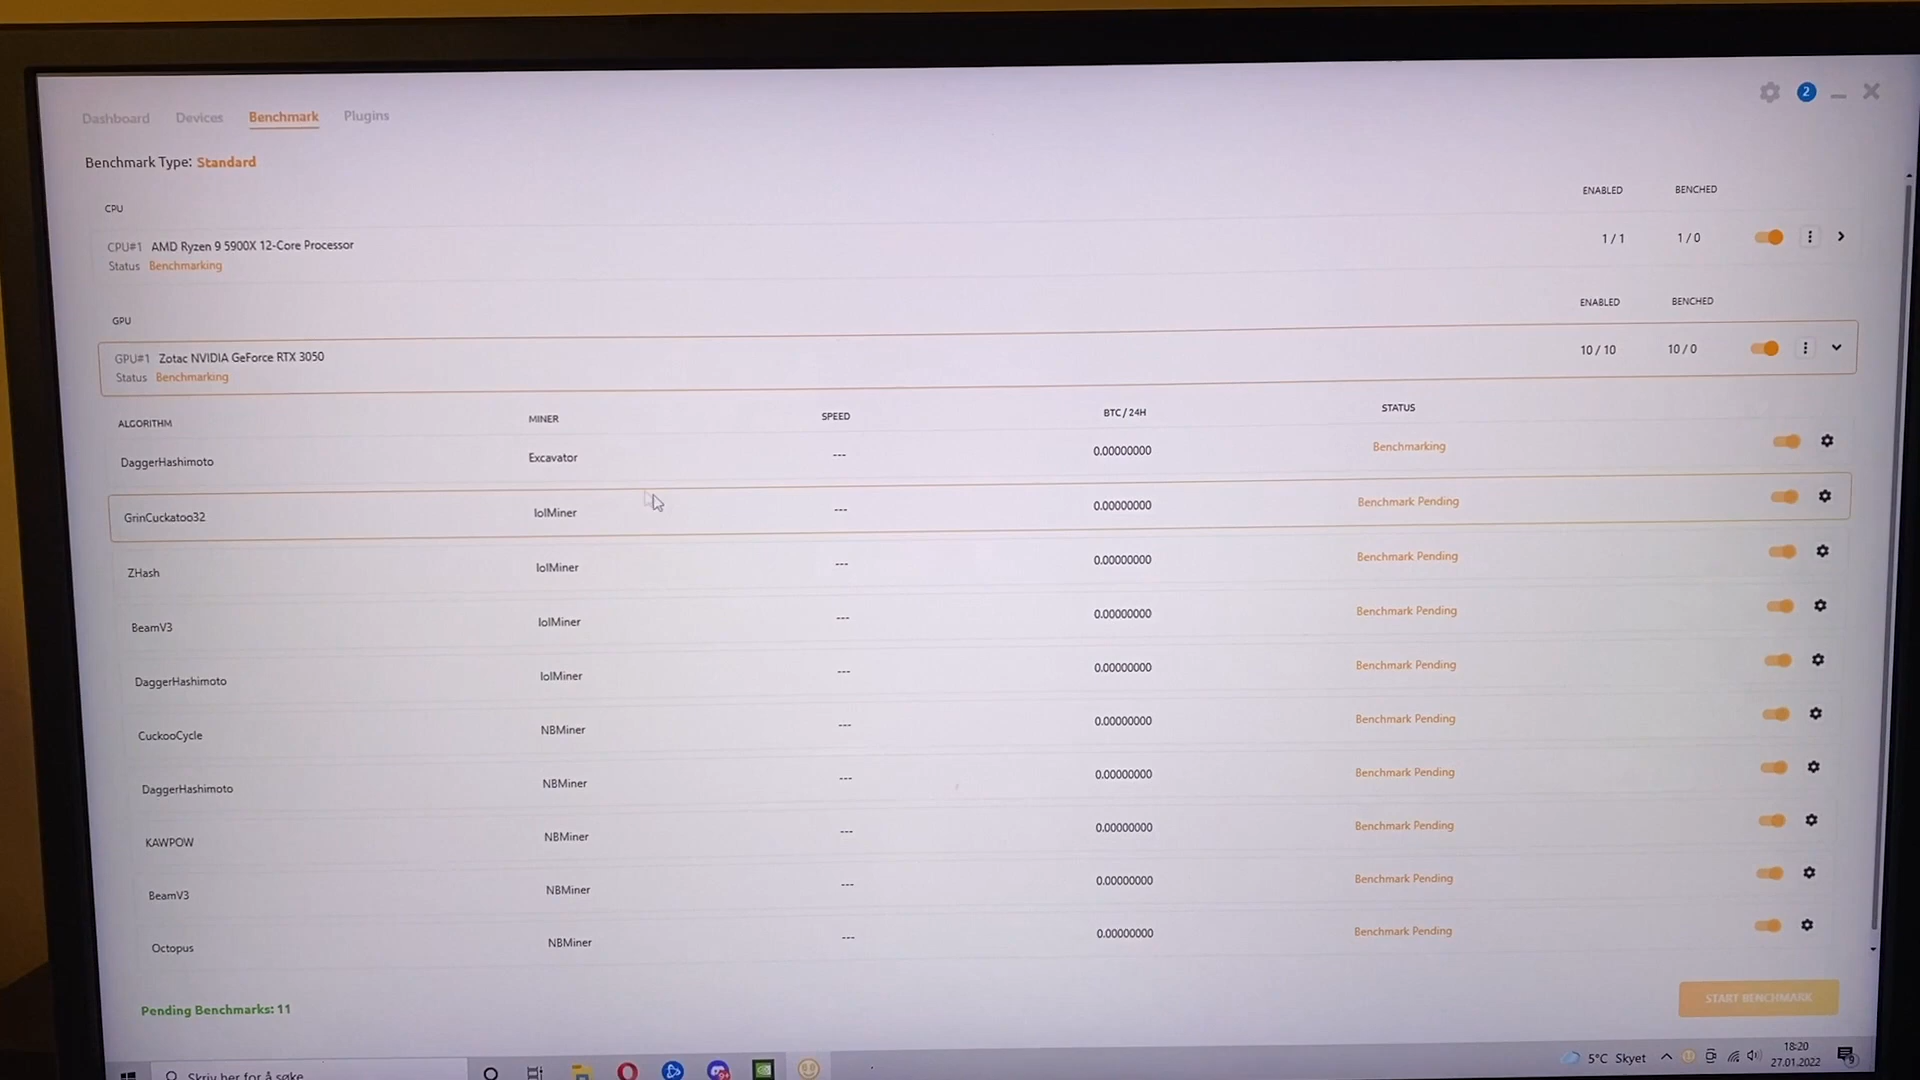 Dashboard Devices Benchmark Plugins
2
Benchmark Type: Standard
ENABLED BENCHED
CPU
CPU#1 AMD Ryzen 9 5900X 12-Core Processor
1 / 1 1 / 0
Status Benchmarking
ENABLED BENCHED
GPU
GPU#1 Zotac NVIDIA GeForce RTX 3050
10 / 10 10 / 0
Status Benchmarking
ALGORITHM MINER SPEED BTC / 24H STATUS
DaggerHashimoto Excavator --- 0.00000000 Benchmarking
GrinCuckatoo32 lolMiner --- 0.00000000 Benchmark Pending
ZHash lolMiner --- 0.00000000 Benchmark Pending
BeamV3 lolMiner --- 0.00000000 Benchmark Pending
DaggerHashimoto lolMiner --- 0.00000000 Benchmark Pending
CuckooCycle NBMiner --- 0.00000000 Benchmark Pending
DaggerHashimoto NBMiner --- 0.00000000 Benchmark Pending
KAWPOW NBMiner --- 0.00000000 Benchmark Pending
BeamV3 NBMiner --- 0.00000000 Benchmark Pending
Octopus NBMiner --- 0.00000000 Benchmark Pending
Pending Benchmarks: 11
START BENCHMARK
Skriv her for å søke
5°C Skyet
18:20
27.01.2022